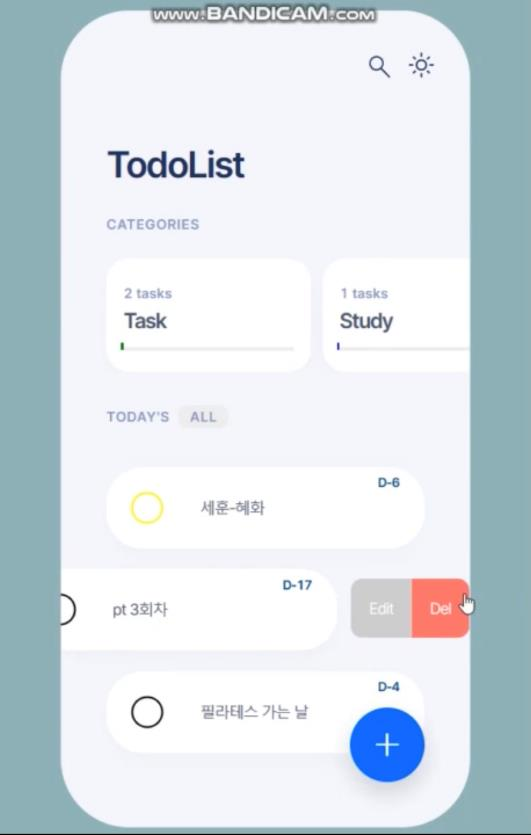 www.BANDICAM.com
TodoList
CATEGORIES
2 tasks
Task
1 tasks
Study
TODAY'S ALL
D-6
세훈-혜화
D-17
pt 3회차
Edit Del
D-4
필라테스 가는 날